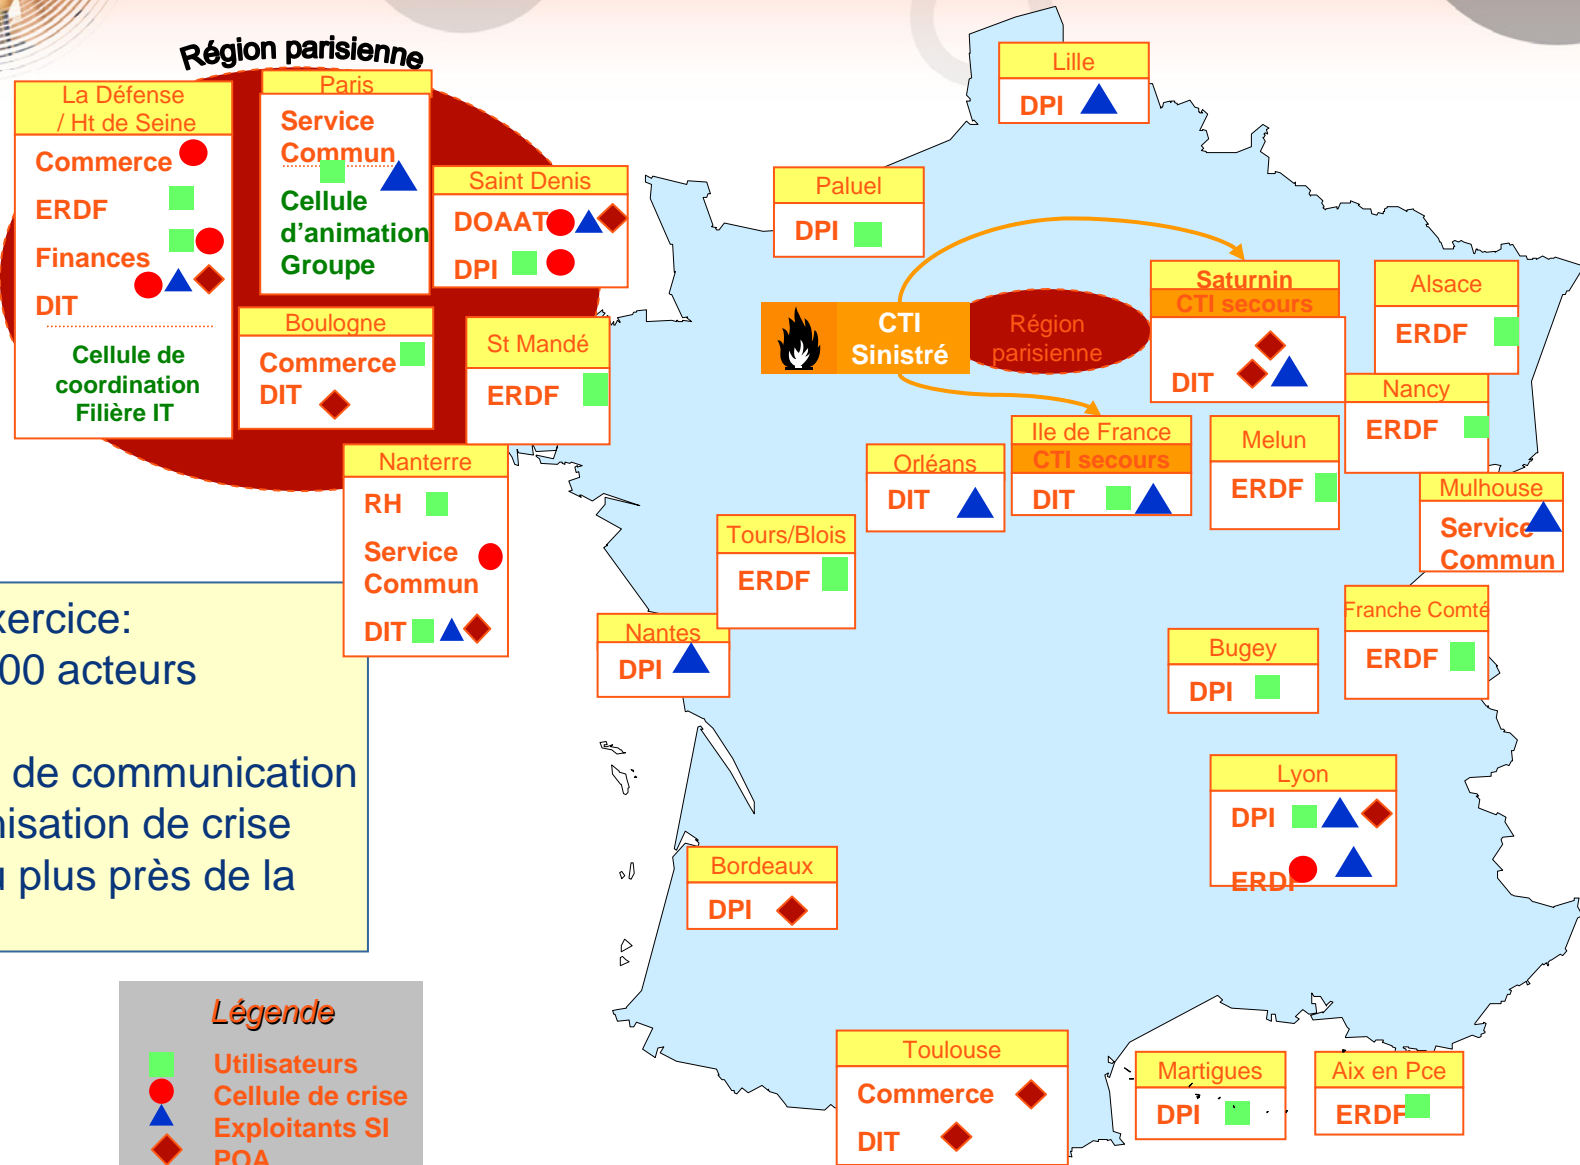 Région parisienne
La Défense
/ Ht de Seine
Commerce
ERDF
Finances
DIT
Cellule de
coordination
Filière IT
Paris
Service
Commun
Cellule
d’animation
Groupe
Saint Denis
DOAAT
DPI
Boulogne
Commerce
DIT
St Mandé
ERDF
Nanterre
RH
Service
Commun
DIT
Lille
DPI
Paluel
DPI
CTI
Sinistré
Région
parisienne
Saturnin
CTI secours
DIT
Alsace
ERDF
Nancy
ERDF
Ile de France
CTI secours
DIT
Melun
ERDF
Orléans
DIT
Mulhouse
Service
Commun
Tours/Blois
ERDF
Nantes
DPI
Franche Comté
ERDF
Bugey
DPI
Lyon
DPI
ERDF
Bordeaux
DPI
Toulouse
Commerce
DIT
Martigues
DPI
Aix en Pce
ERDF
xercice:
00 acteurs
de communication
nisation de crise
u plus près de la
Légende
Utilisateurs
Cellule de crise
Exploitants SI